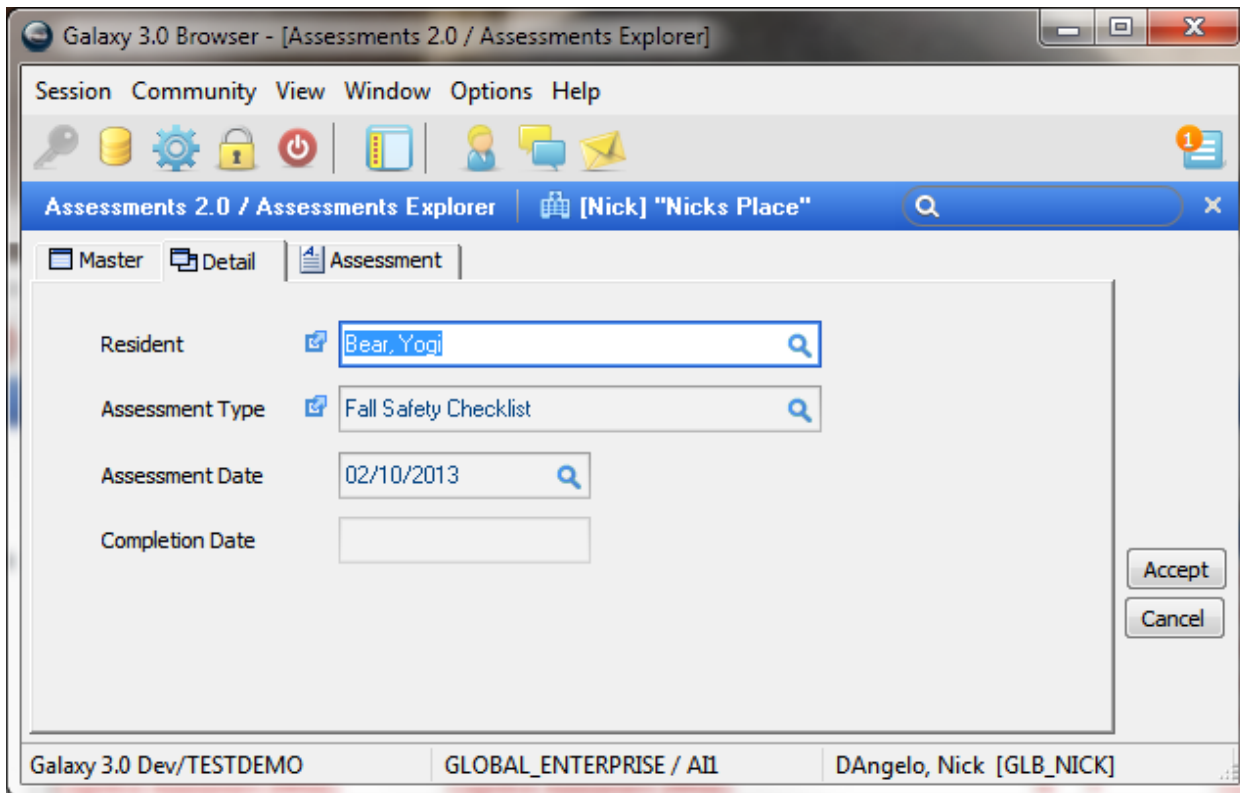 Galaxy 3.0 Browser - [Assessments 2.0 / Assessments Explorer]
Session Community View Window Options Help
1
Assessments 2.0 / Assessments Explorer [Nick] "Nicks Place"
Master Detail Assessment
Resident Bear, Yogi
Assessment Type Fall Safety Checklist
Assessment Date 02/10/2013
Completion Date
Accept
Cancel
Galaxy 3.0 Dev/TESTDEMO GLOBAL_ENTERPRISE / AI1 DAngelo, Nick [GLB_NICK]